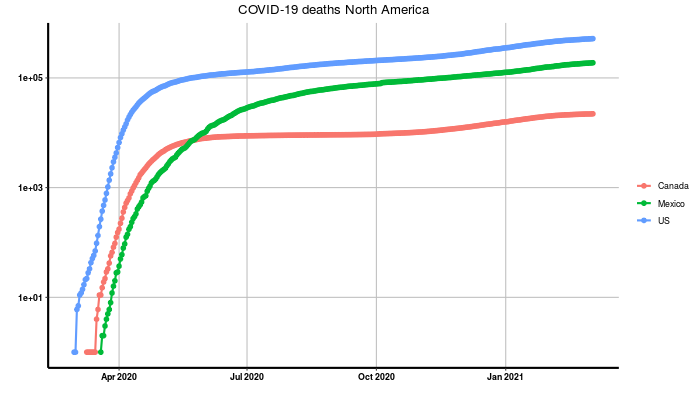 COVID-19 deaths North America
1e+05
1e+03
1e+01
Apr 2020
Jul 2020
Oct 2020
Jan 2021
Canada
Mexico
US